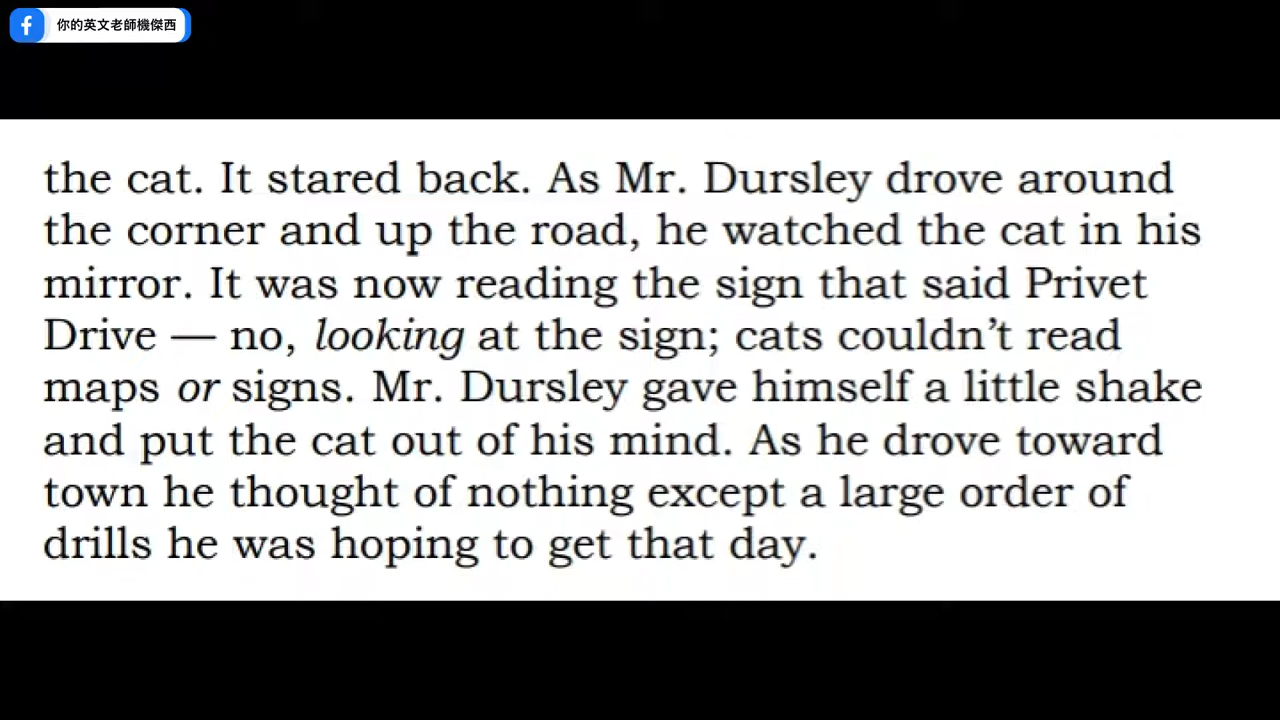 你的英文老師機傑西
the cat. It stared back. As Mr. Dursley drove around
the corner and up the road, he watched the cat in his
mirror. It was now reading the sign that said Privet
Drive — no, looking at the sign; cats couldn’t read
maps or signs. Mr. Dursley gave himself a little shake
and put the cat out of his mind. As he drove toward
town he thought of nothing except a large order of
drills he was hoping to get that day.